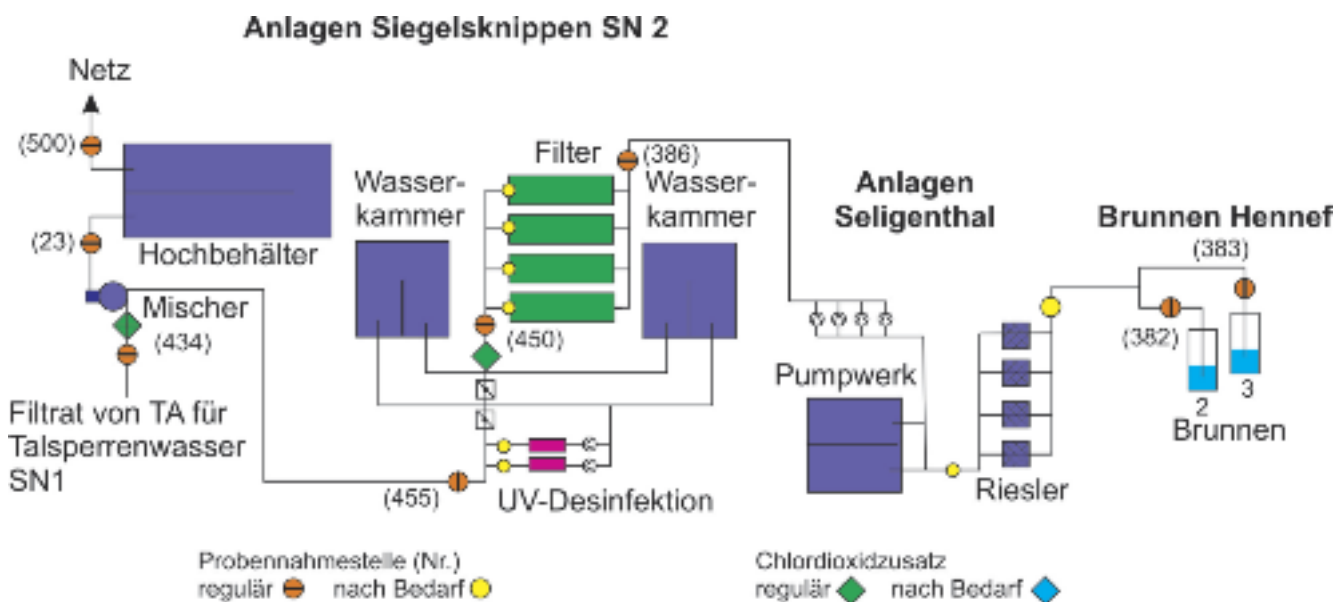 Anlagen Siegelsknippen SN 2
Netz
(500)
Filter
(386)
Wasser-
kammer
Wasser-
kammer
Anlagen
Seligenthal
Brunnen Hennef
(383)
(23)
Hochbehälter
Mischer
(434)
(450)
(382)
Pumpwerk
2
3
Brunnen
Filtrat von TA für
Talsperrenwasser
SN1
(455)
UV-Desinfektion
Riesler
Probennahmestelle (Nr.)
regulär
nach Bedarf
Chlordioxidzusatz
regulär
nach Bedarf